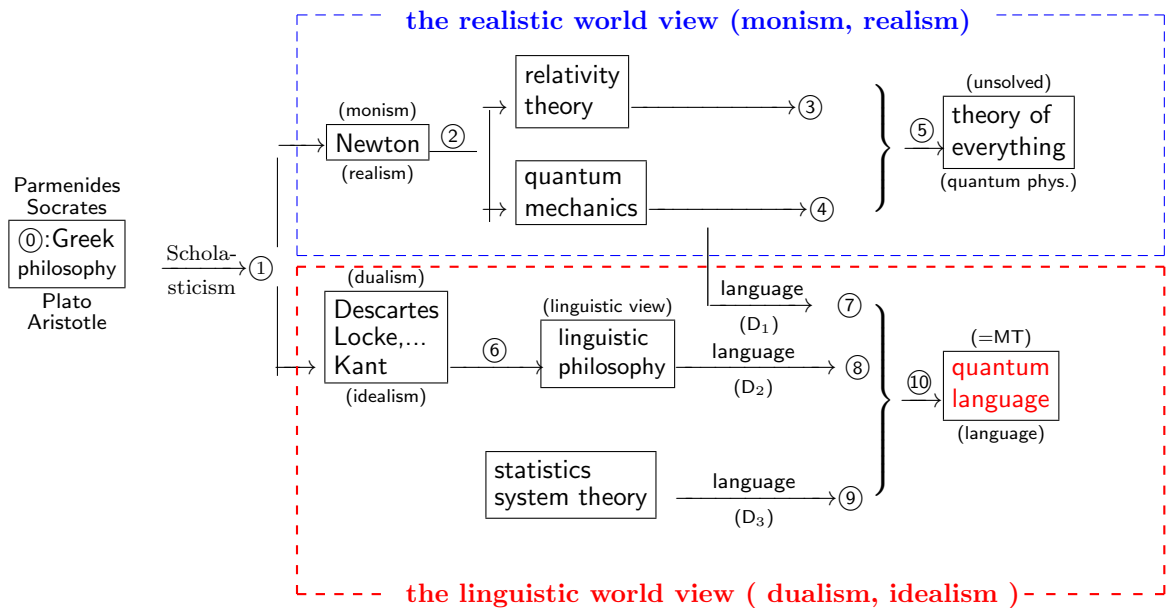 the realistic world view (monism, realism)
Parmenides
Socrates
⓪:Greek
philosophy
Plato
Aristotle
Schola-
sticism
①
(monism)
Newton
(realism)
②
relativity
theory
③
quantum
mechanics
④
⑤
(unsolved)
theory of
everything
(quantum phys.)
(dualism)
Descartes
Locke,...
Kant
(idealism)
⑥
(linguistic view)
linguistic
philosophy
language
(D₁)
⑦
language
(D₂)
⑧
statistics
system theory
language
(D₃)
⑨
⑩
(=MT)
quantum
language
(language)
the linguistic world view ( dualism, idealism )